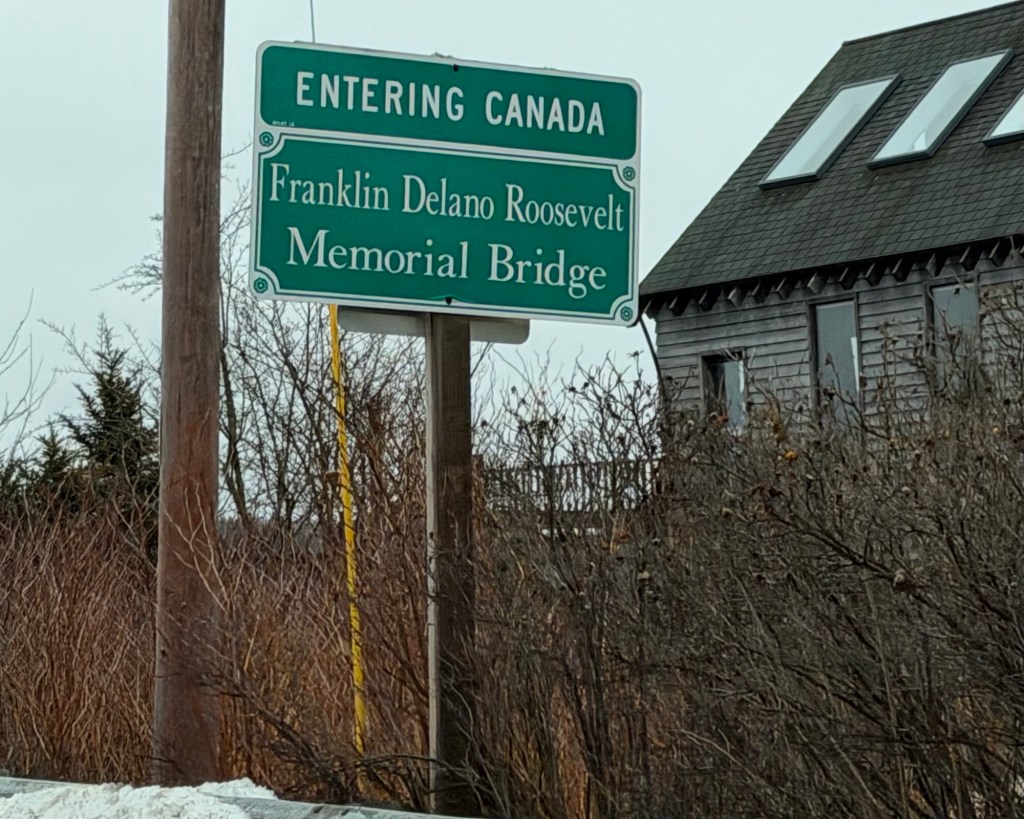 ENTERING CANADA
Franklin Delano Roosevelt
Memorial Bridge